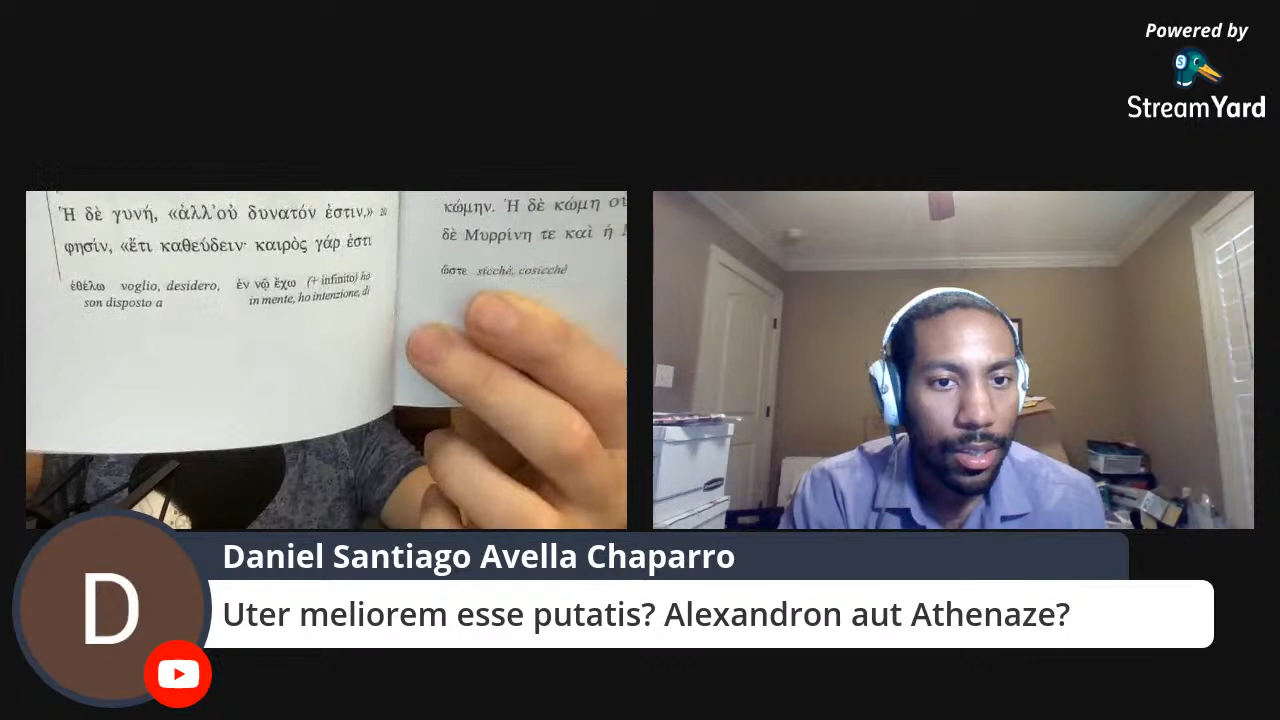 Powered by
StreamYard
Ἡ δὲ γυνή, «ἀλλ'οὐ δυνατόν ἐστιν,» 20
φησίν, «ἔτι καθεύδειν· καιρὸς γάρ ἐστι
ἐθέλω voglio, desidero,
son disposto a
ἐν νῷ ἔχω (+ infinito) ho
in mente, ho intenzione, di
κώμην. Ἡ δὲ κώμη οὐ
δὲ Μυρρίνη τε καὶ ἡ
ὥστε sicché, cosicché
D
Daniel Santiago Avella Chaparro
Uter meliorem esse putatis? Alexandron aut Athenaze?